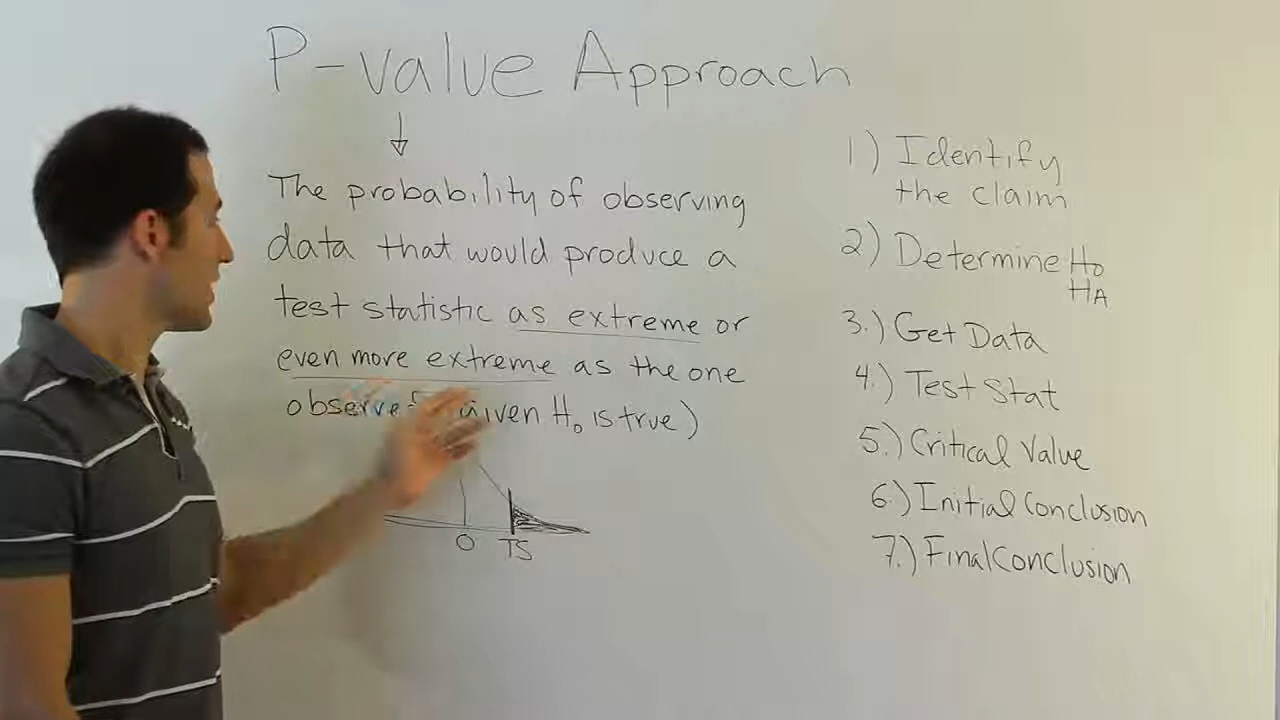 P-value Approach
The probability of observing
data that would produce a
test statistic as extreme or
even more extreme as the one
given H₀ is true)
0 TS
1) Identify
the claim
2) Determine H₀
HA
3.) Get Data
4.) Test Stat
5.) Critical Value
6.) Initial Conclusion
7.) Final Conclusion